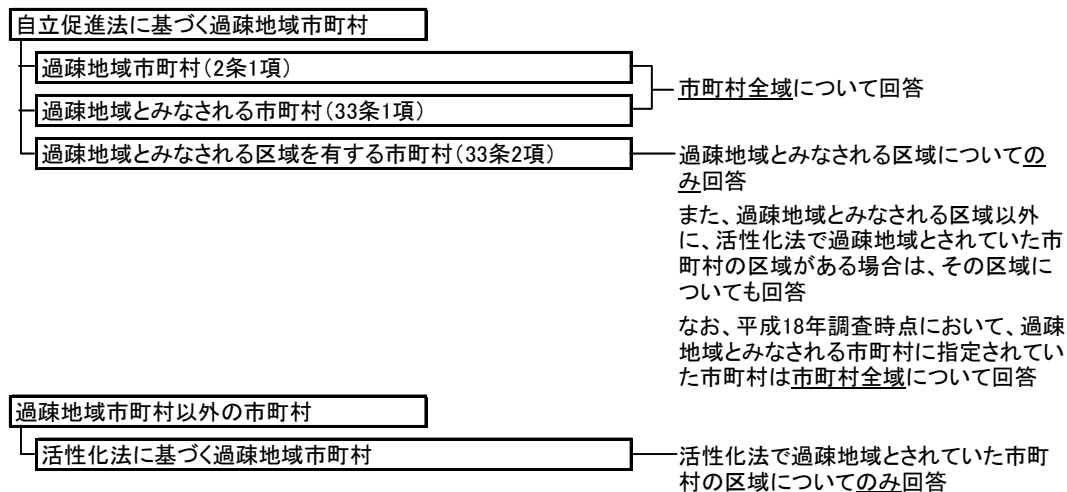 自立促進法に基づく過疎地域市町村
過疎地域市町村(2条1項)
過疎地域とみなされる市町村(33条1項)
市町村全域について回答
過疎地域とみなされる区域を有する市町村(33条2項)
過疎地域とみなされる区域についての
み回答
また、過疎地域とみなされる区域以外
に、活性化法で過疎地域とされていた市
町村の区域がある場合は、その区域に
ついても回答
なお、平成18年調査時点において、過疎
地域とみなされる市町村に指定されてい
た市町村は市町村全域について回答
過疎地域市町村以外の市町村
活性化法に基づく過疎地域市町村
活性化法で過疎地域とされていた市町
村の区域についてのみ回答